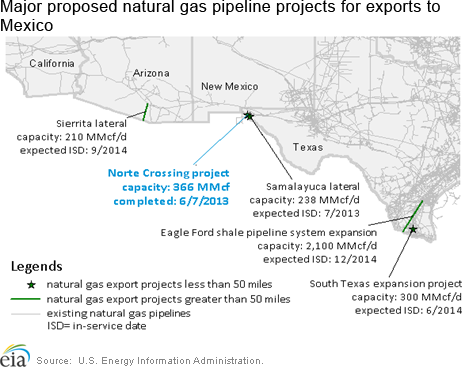 Major proposed natural gas pipeline projects for exports to
Mexico
California
Arizona
New Mexico
Texas
Sierrita lateral
capacity: 210 MMcf/d
expected ISD: 9/2014
Norte Crossing project
capacity: 366 MMcf
completed: 6/7/2013
Samalayuca lateral
capacity: 238 MMcf/d
expected ISD: 7/2013
Eagle Ford shale pipeline system expansion
capacity: 2,100 MMcf/d
expected ISD: 12/2014
South Texas expansion project
capacity: 300 MMcf/d
expected ISD: 6/2014
Legends
natural gas export projects less than 50 miles
natural gas export projects greater than 50 miles
existing natural gas pipelines
ISD= in-service date
eia
Source: U.S. Energy Information Administration.